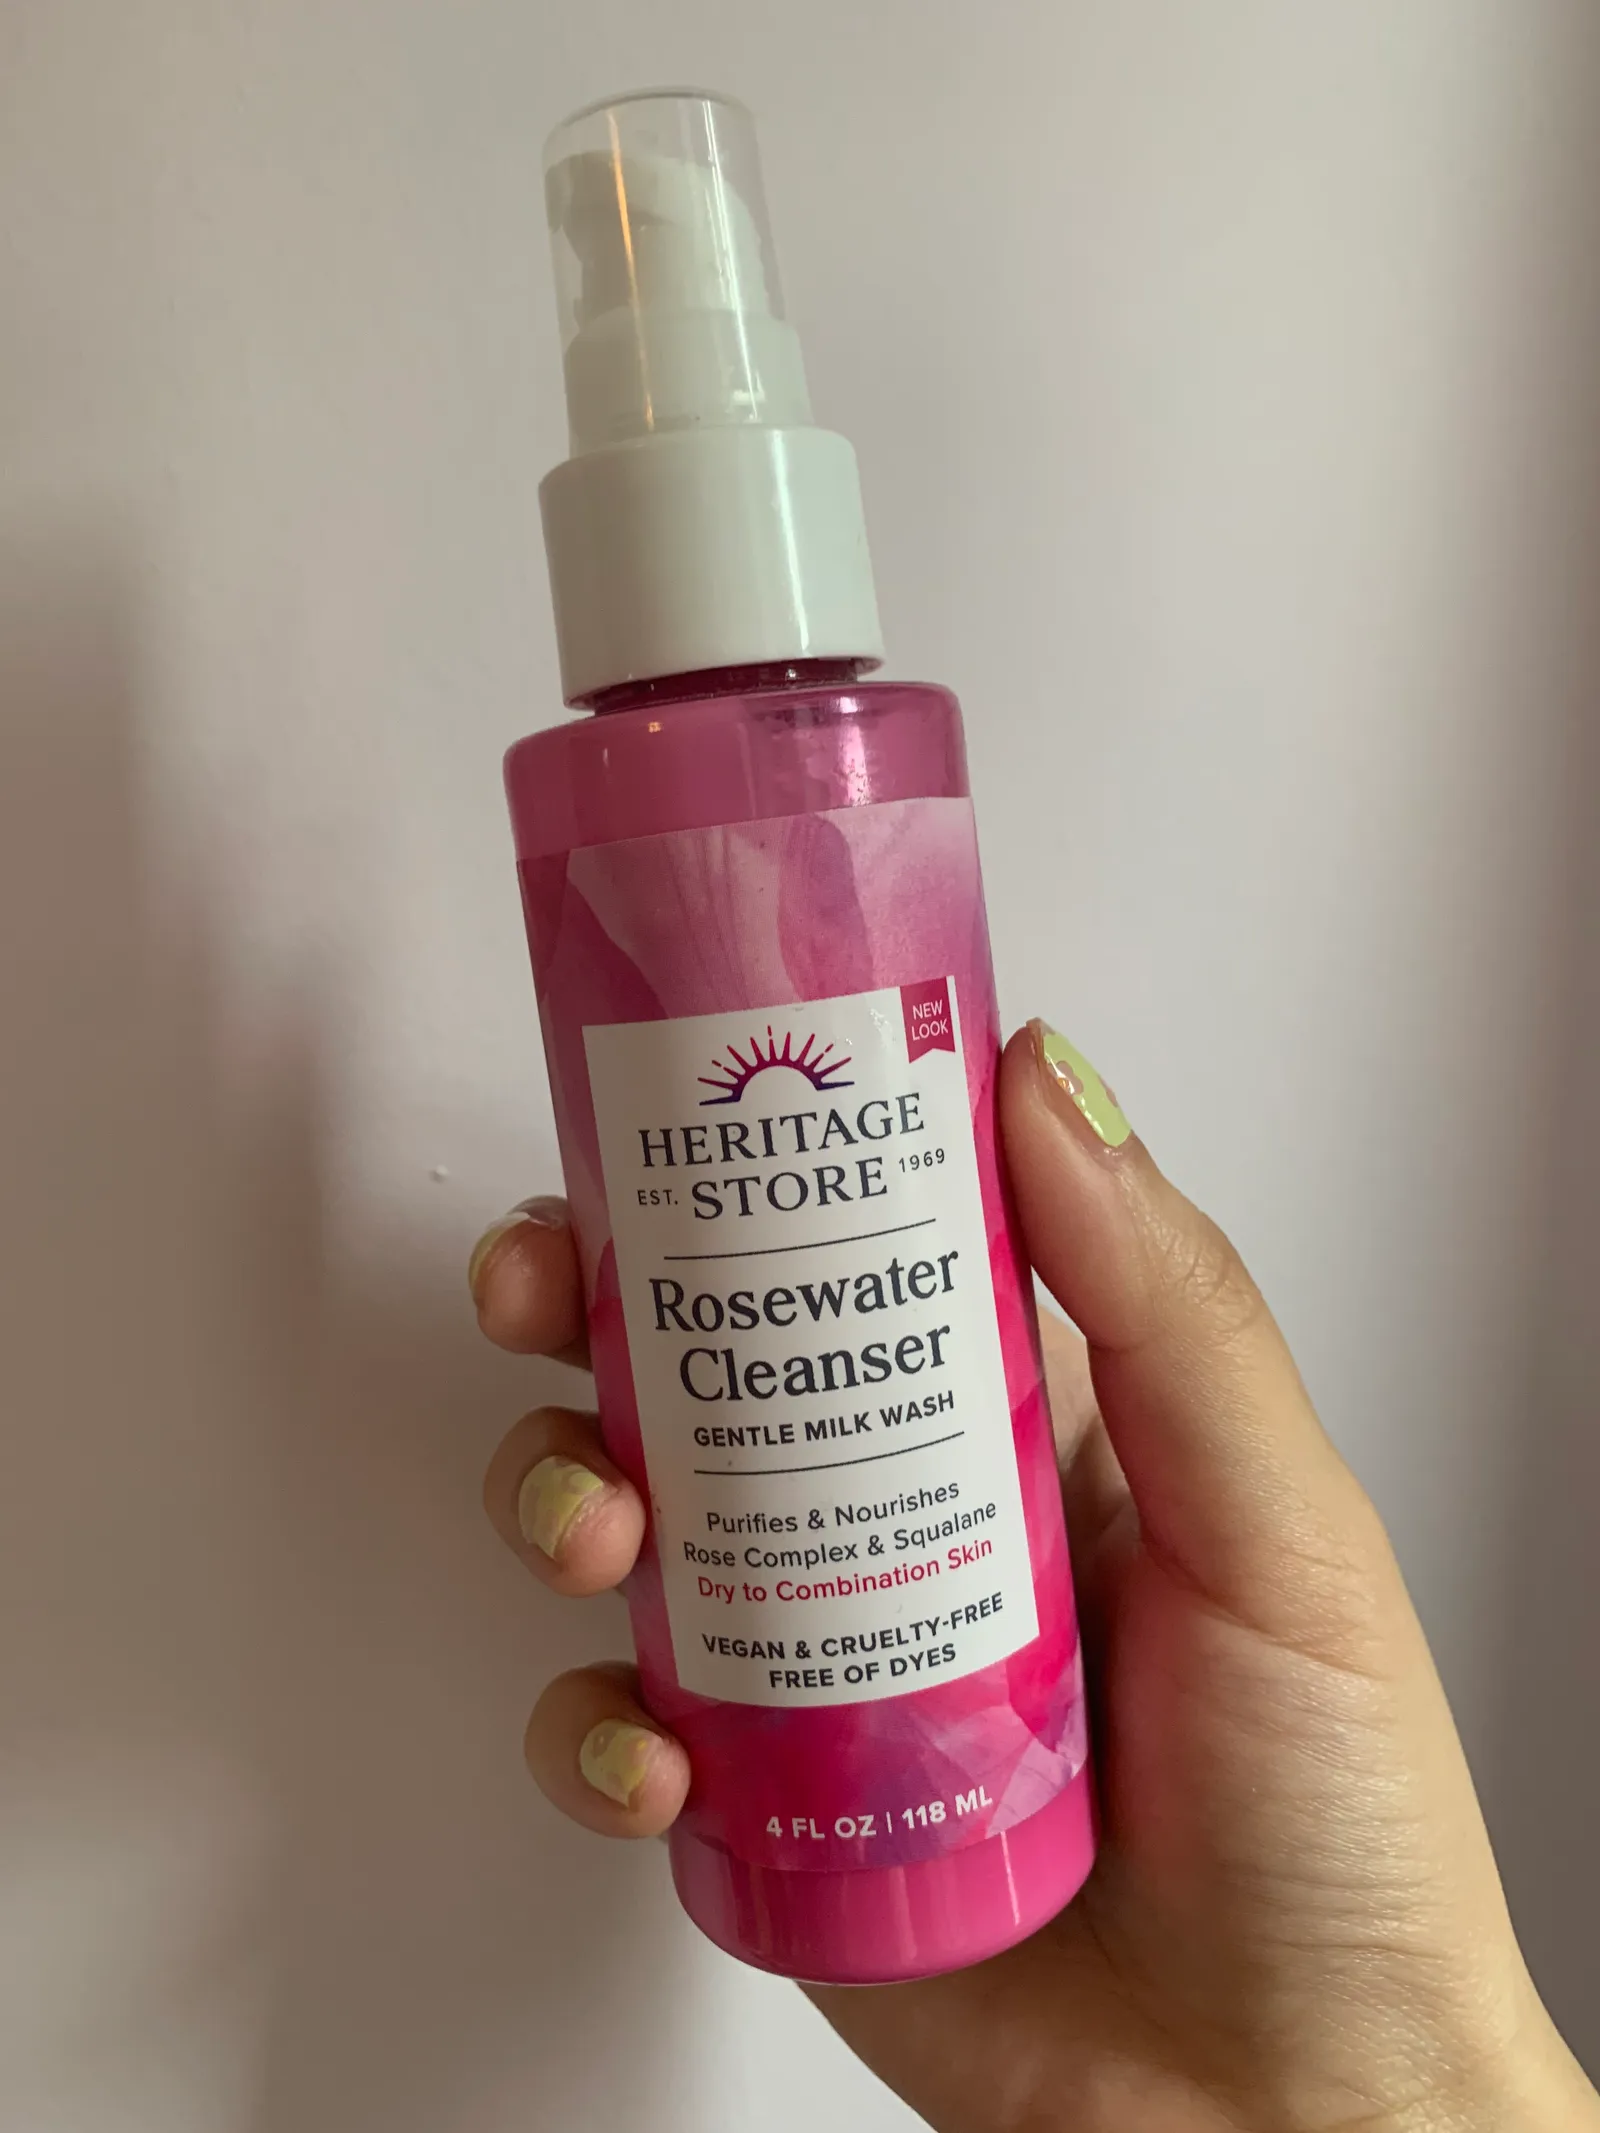 NEW
LOOK
HERITAGE
EST. STORE 1969
Rosewater
Cleanser
GENTLE MILK WASH
Purifies & Nourishes
Rose Complex & Squalane
Dry to Combination Skin
VEGAN & CRUELTY-FREE
FREE OF DYES
4 FL OZ | 118 ML